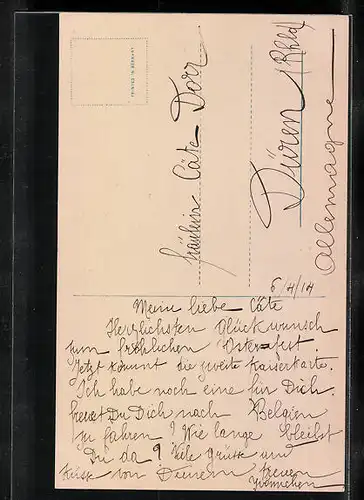 PRINTED IN GERMANY
Fräulein Cäte Dorr
Düren (Rhld)
Allemagne
6/4/14
Meine liebe Cäte
Herzlichsten Glückwunsch
zum fröhlichen Osterfest.
Jetzt kommt die zweite Kaiserkarte.
Ich habe noch eine für Dich.
freust Du Dich nach Belgien
zu fahren? Wie lange bleibst
Du da? Viele Grüsse und
Küsse von Deinem treuen